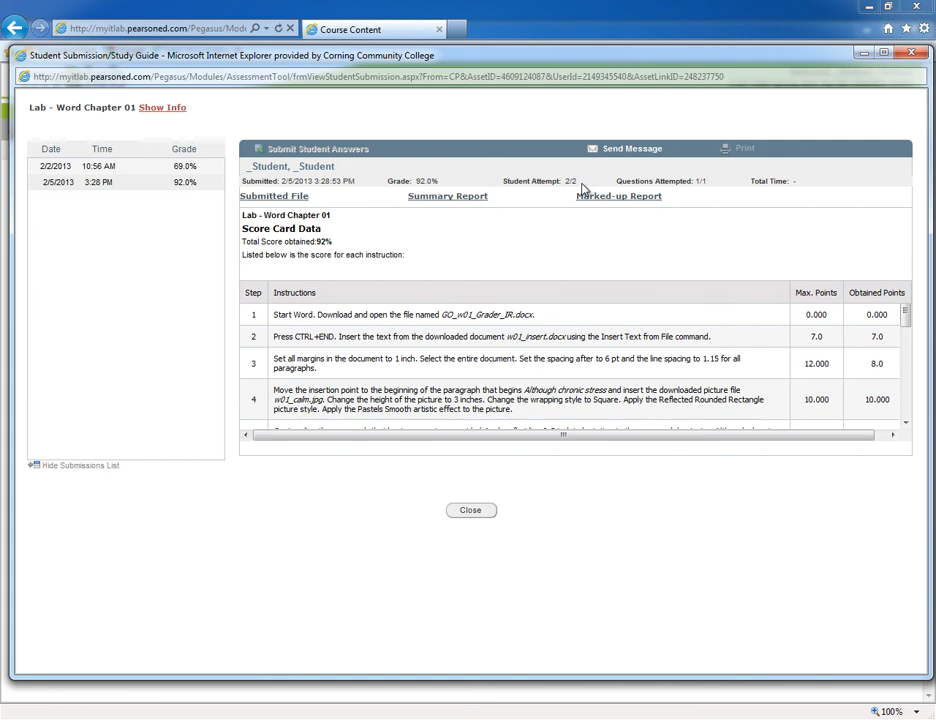 http://myitlab.pearsoned.com/Pegasus/Modu
Course Content
Student Submission/Study Guide - Microsoft Internet Explorer provided by Corning Community College
http://myitlab.pearsoned.com/Pegasus/Modules/AssessmentTool/frmViewStudentSubmission.aspx?From=CP&AssetID=4609124087&UserId=2149345540&AssetLinkID=248237750
Lab - Word Chapter 01 Show Info
Date Time Grade
2/2/2013 10:56 AM 69.0%
2/5/2013 3:28 PM 92.0%
Hide Submissions List
Submit Student Answers Send Message Print
_Student, _Student
Submitted: 2/5/2013 3:28:53 PM Grade: 92.0% Student Attempt: 2/2 Questions Attempted: 1/1 Total Time: -
Submitted File Summary Report Marked-up Report
Lab - Word Chapter 01
Score Card Data
Total Score obtained:92%
Listed below is the score for each instruction:
Step Instructions Max. Points Obtained Points
1 Start Word. Download and open the file named GO_w01_Grader_IR.docx. 0.000 0.000
2 Press CTRL+END. Insert the text from the downloaded document w01_insert.docx using the Insert Text from File command. 7.0 7.0
3 Set all margins in the document to 1 inch. Select the entire document. Set the spacing after to 6 pt and the line spacing to 1.15 for all
paragraphs. 12.000 8.0
4 Move the insertion point to the beginning of the paragraph that begins Although chronic stress and insert the downloaded picture file
w01_calm.jpg. Change the height of the picture to 3 inches. Change the wrapping style to Square. Apply the Reflected Rounded Rectangle
picture style. Apply the Pastels Smooth artistic effect to the picture. 10.000 10.000
Close
100%